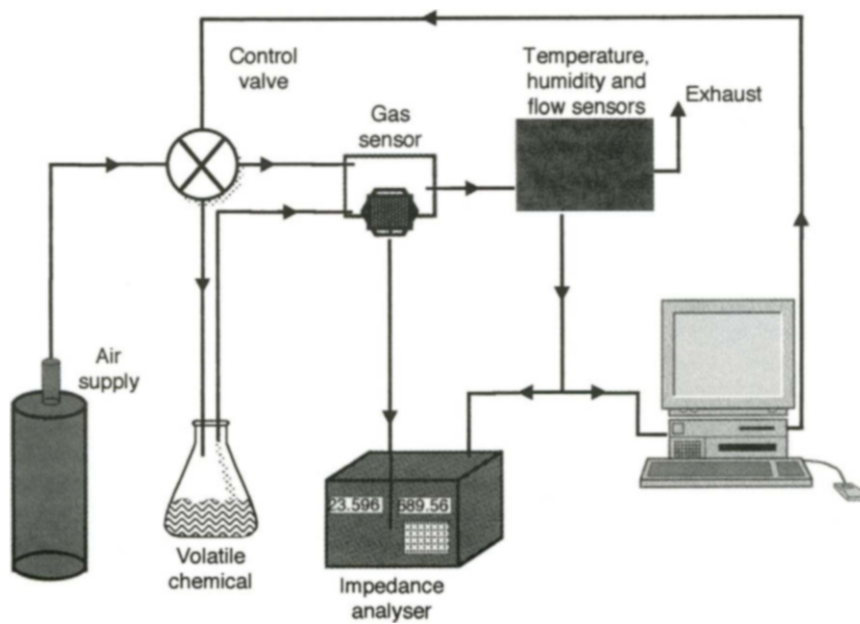 Control
valve
Temperature,
humidity and
flow sensors
Exhaust
Gas
sensor
Air
supply
23.596
689.56
Volatile
chemical
Impedance
analyser